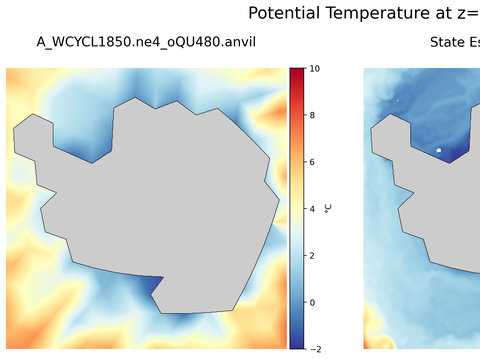 Potential Temperature at z=
A_WCYCL1850.ne4_oQU480.anvil
State Es
10
8
6
4
2
0
−2
°C